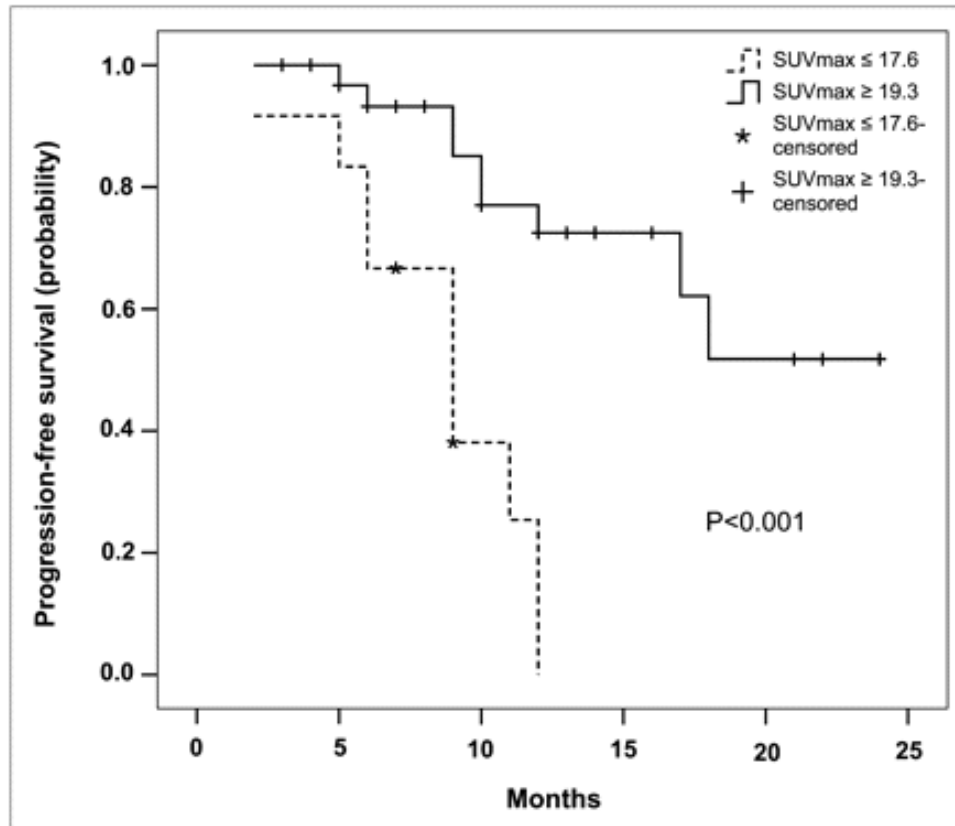 SUVmax ≤ 17.6
SUVmax ≥ 19.3
SUVmax ≤ 17.6-
censored
SUVmax ≥ 19.3-
censored
1.0
0.8
0.6
0.4
0.2
0.0
Progression-free survival (probability)
P<0.001
0 5 10 15 20 25
Months